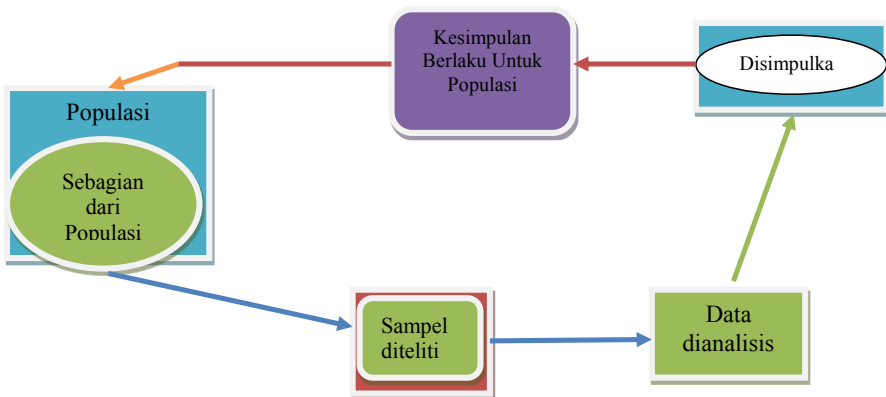 Kesimpulan
Berlaku Untuk
Populasi
Disimpulka
Populasi
Sebagian
dari
Populasi
Sampel
diteliti
Data
dianalisis